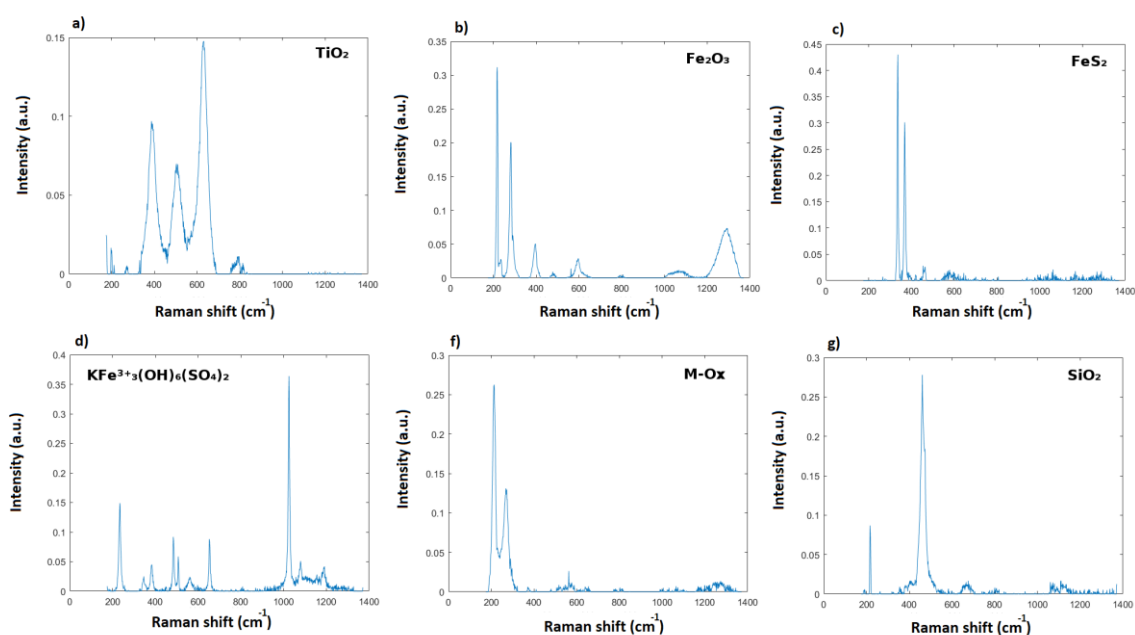 a)
TiO₂
0.15
0.1
0.05
0
0 200 400 600 800 1000 1200 1400
Intensity (a.u.)
Raman shift (cm⁻¹)
b)
Fe₂O₃
0.35
0.3
0.25
0.2
0.15
0.1
0.05
0
0 200 400 600 800 1000 1200 1400
Intensity (a.u.)
Raman shift (cm⁻¹)
c)
FeS₂
0.45
0.4
0.35
0.3
0.25
0.2
0.15
0.1
0.05
0
0 200 400 600 800 1000 1200 1400
Intensity (a.u.)
Raman shift (cm⁻¹)
d)
KFe³⁺₃(OH)₆(SO₄)₂
0.4
0.35
0.3
0.25
0.2
0.15
0.1
0.05
0
0 200 400 600 800 1000 1200 1400
Intensity (a.u.)
Raman shift (cm⁻¹)
f)
M-Ox
0.3
0.25
0.2
0.15
0.1
0.05
0
0 200 400 600 800 1000 1200 1400
Intensity (a.u.)
Raman shift (cm⁻¹)
g)
SiO₂
0.3
0.25
0.2
0.15
0.1
0.05
0
0 200 400 600 800 1000 1200 1400
Intensity (a.u.)
Raman shift (cm⁻¹)